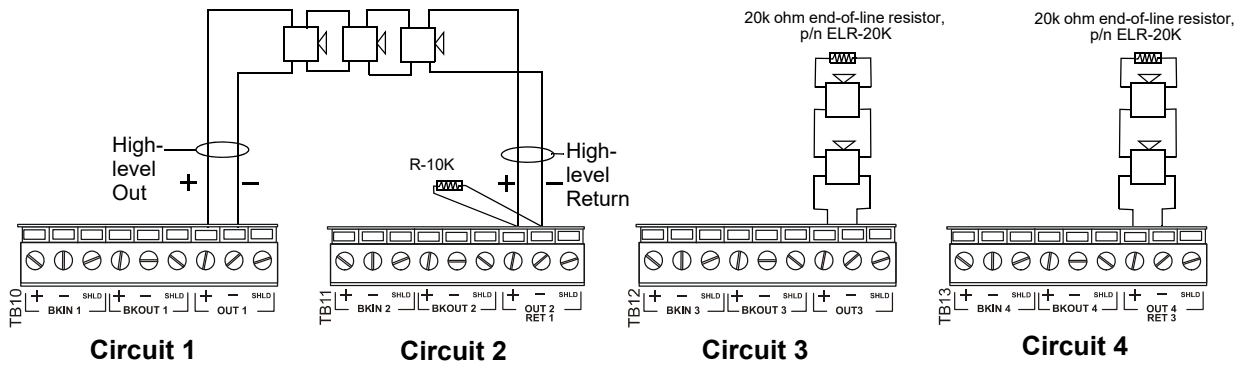 20k ohm end-of-line resistor,
p/n ELR-20K
20k ohm end-of-line resistor,
p/n ELR-20K
High-
level
Out
+ −
R-10K
+ −
High-
level
Return
TB10
+ − SHLD + − SHLD + − SHLD
BKIN 1 BKOUT 1 OUT 1
TB11
+ − SHLD + − SHLD + − SHLD
BKIN 2 BKOUT 2 OUT 2
RET 1
TB12
+ − SHLD + − SHLD + − SHLD
BKIN 3 BKOUT 3 OUT3
TB13
+ − SHLD + − SHLD + − SHLD
BKIN 4 BKOUT 4 OUT 4
RET 3
Circuit 1
Circuit 2
Circuit 3
Circuit 4